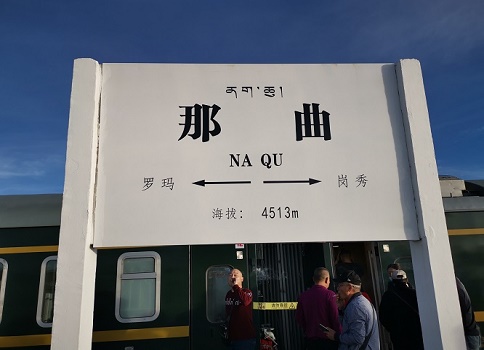 ནག་ཆུ།
那 曲
NA QU
罗玛 岗秀
海拔: 4513m